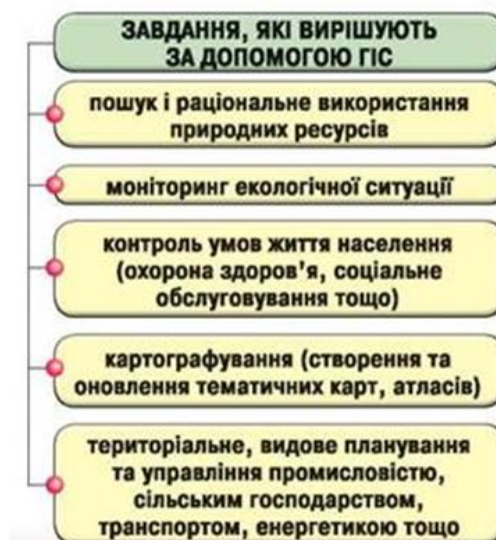 ЗАВДАННЯ, ЯКІ ВИРІШУЮТЬ
ЗА ДОПОМОГОЮ ГІС
пошук і раціональне використання
природних ресурсів
моніторинг екологічної ситуації
контроль умов життя населення
(охорона здоров'я, соціальне
обслуговування тощо)
картографування (створення та
оновлення тематичних карт, атласів)
територіальне, видове планування
та управління промисловістю,
сільським господарством,
транспортом, енергетикою тощо